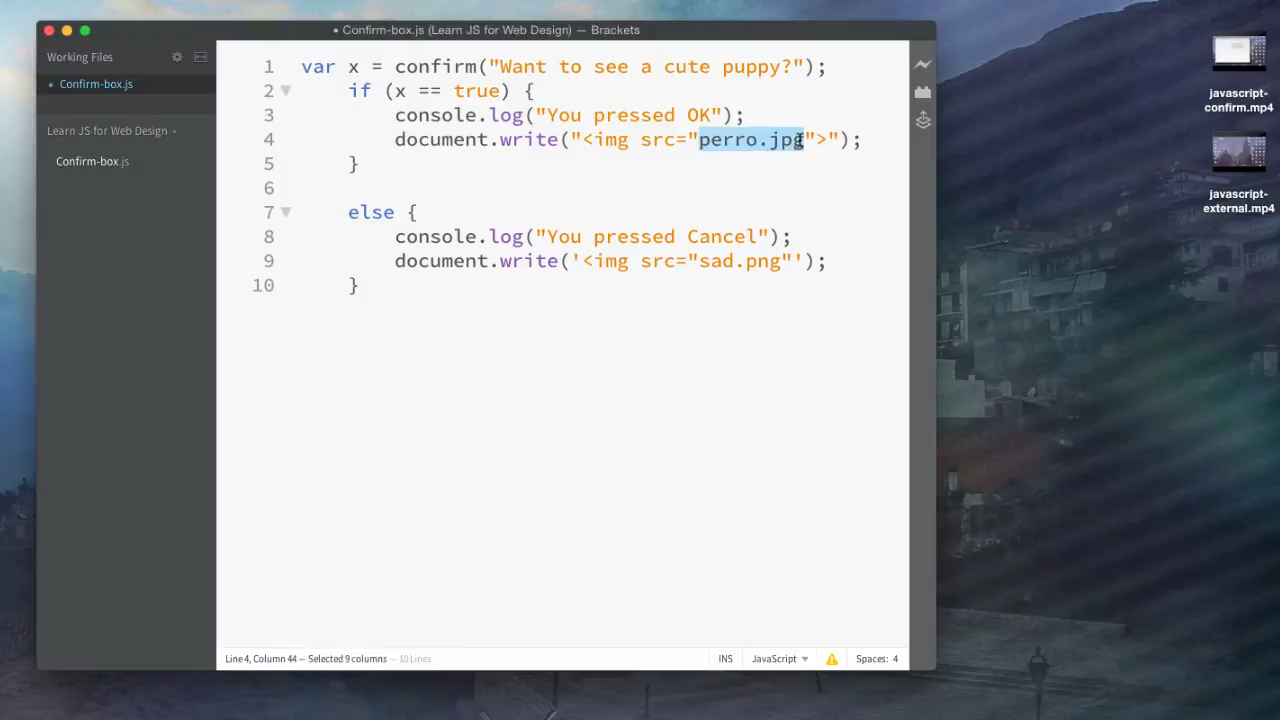 • Confirm-box.js (Learn JS for Web Design) — Brackets
Working Files
• Confirm-box.js
Learn JS for Web Design
Confirm-box.js
1 var x = confirm("Want to see a cute puppy?");
2 if (x == true) {
3 console.log("You pressed OK");
4 document.write("<img src="perro.jpg">");
5 }
6
7 else {
8 console.log("You pressed Cancel");
9 document.write('<img src="sad.png"');
10 }
Line 4, Column 44 — Selected 9 columns — 10 Lines
INS
JavaScript
Spaces: 4
javascript-
confirm.mp4
javascript-
external.mp4